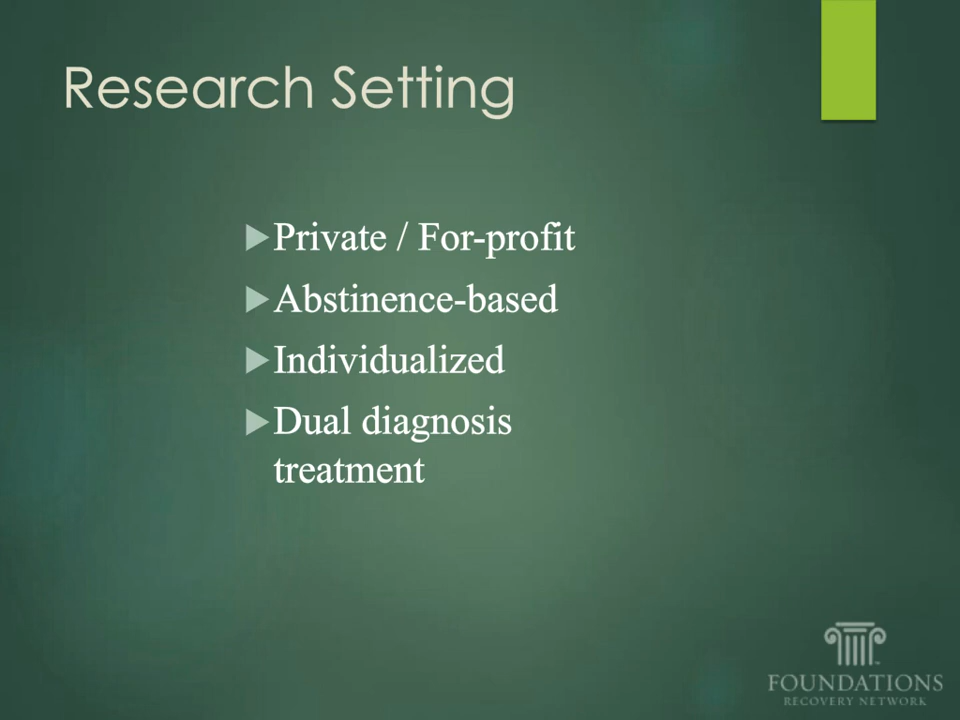 Research Setting
Private / For-profit
Abstinence-based
Individualized
Dual diagnosis
treatment
FOUNDATIONS
RECOVERY NETWORK